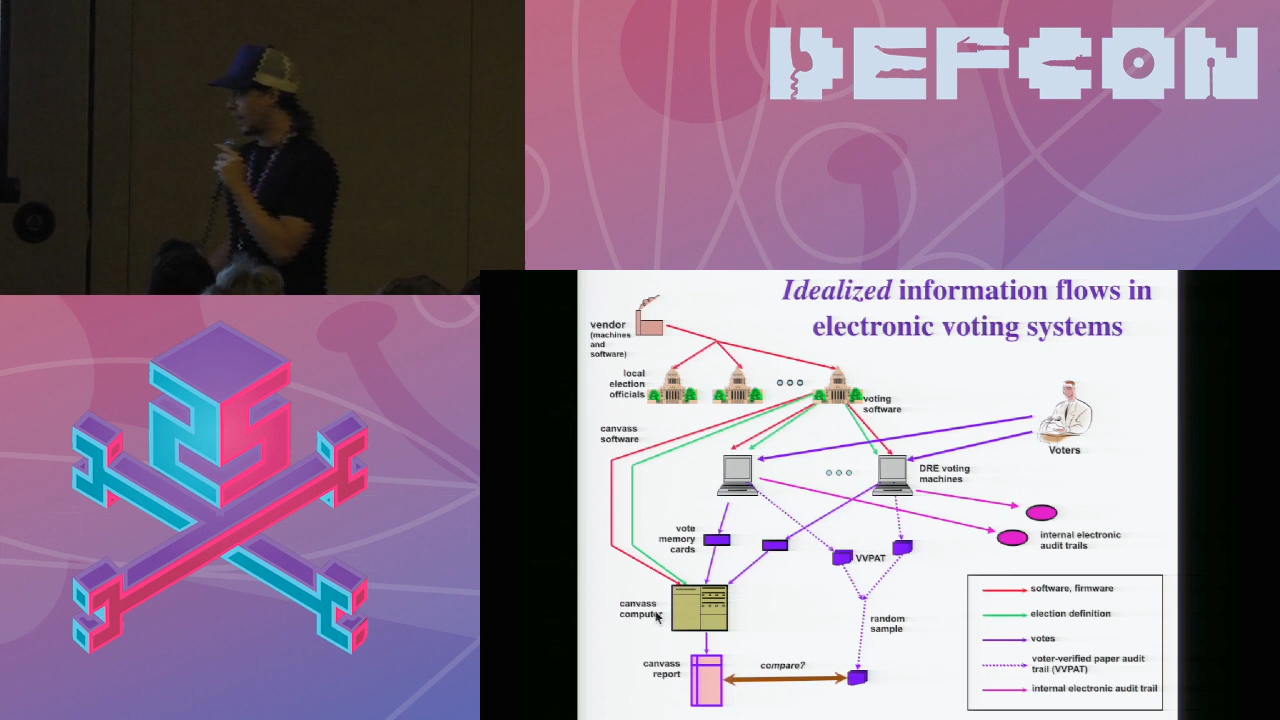 DEFCON
Idealized information flows in
electronic voting systems
vendor
(machines
and
software)
local
election
officials
voting
software
canvass
software
Voters
DRE voting
machines
vote
memory
cards
VVPAT
internal electronic
audit trails
canvass
computer
random
sample
canvass
report
compare?
software, firmware
election definition
votes
voter-verified paper audit
trail (VVPAT)
internal electronic audit trail